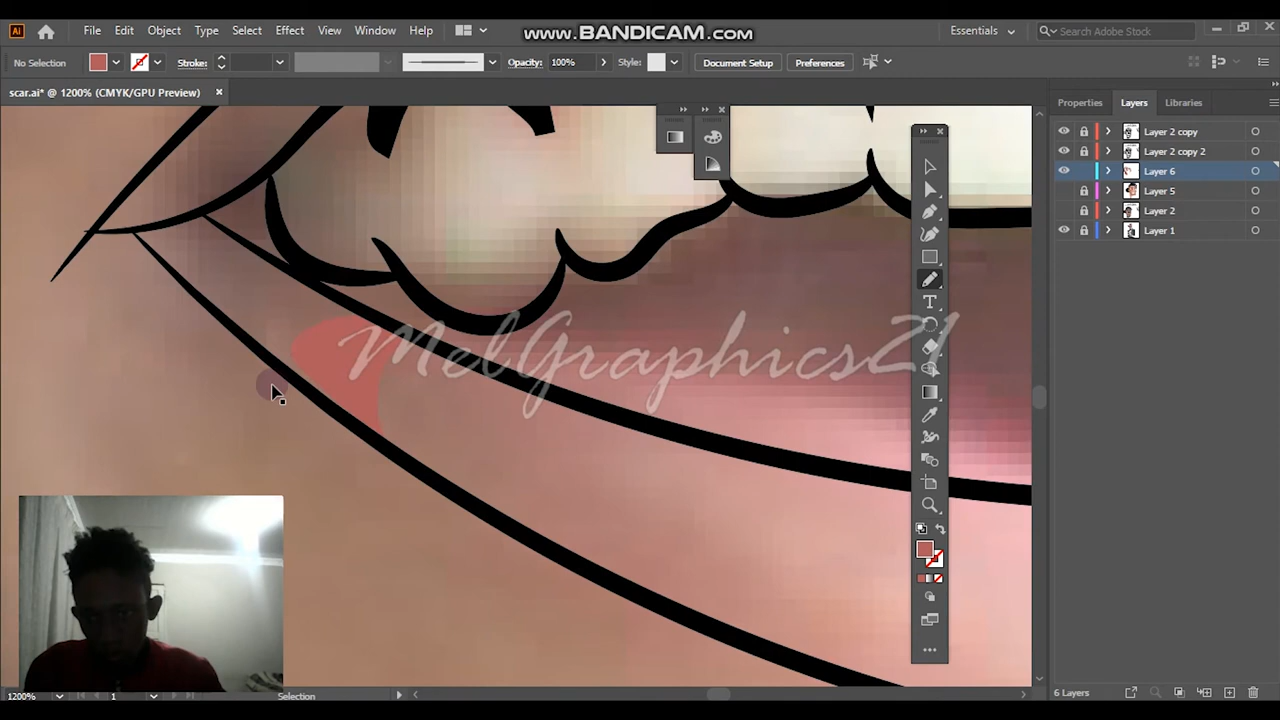 File Edit Object Type Select Effect View Window Help
www.BANDICAM.com
Essentials
Search Adobe Stock
No Selection
Stroke:
Opacity: 100%
Style:
Document Setup
Preferences
scar.ai* @ 1200% (CMYK/GPU Preview)
Properties Layers Libraries
Layer 2 copy
Layer 2 copy 2
Layer 6
Layer 5
Layer 2
Layer 1
MelGraphics21
1200%
1
Selection
6 Layers